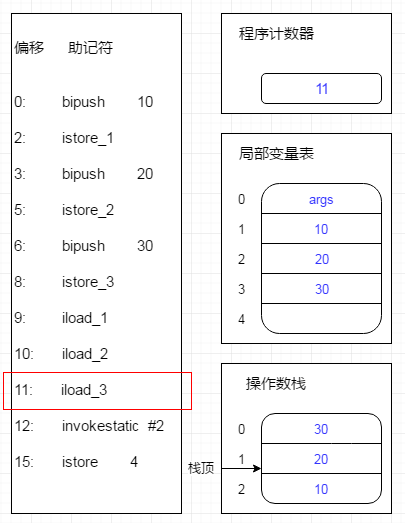 偏移 助记符
0: bipush 10
2: istore_1
3: bipush 20
5: istore_2
6: bipush 30
8: istore_3
9: iload_1
10: iload_2
11: iload_3
12: invokestatic #2
15: istore 4
程序计数器
11
局部变量表
0 args
1 10
2 20
3 30
4
操作数栈
0 30
栈顶 1 20
2 10